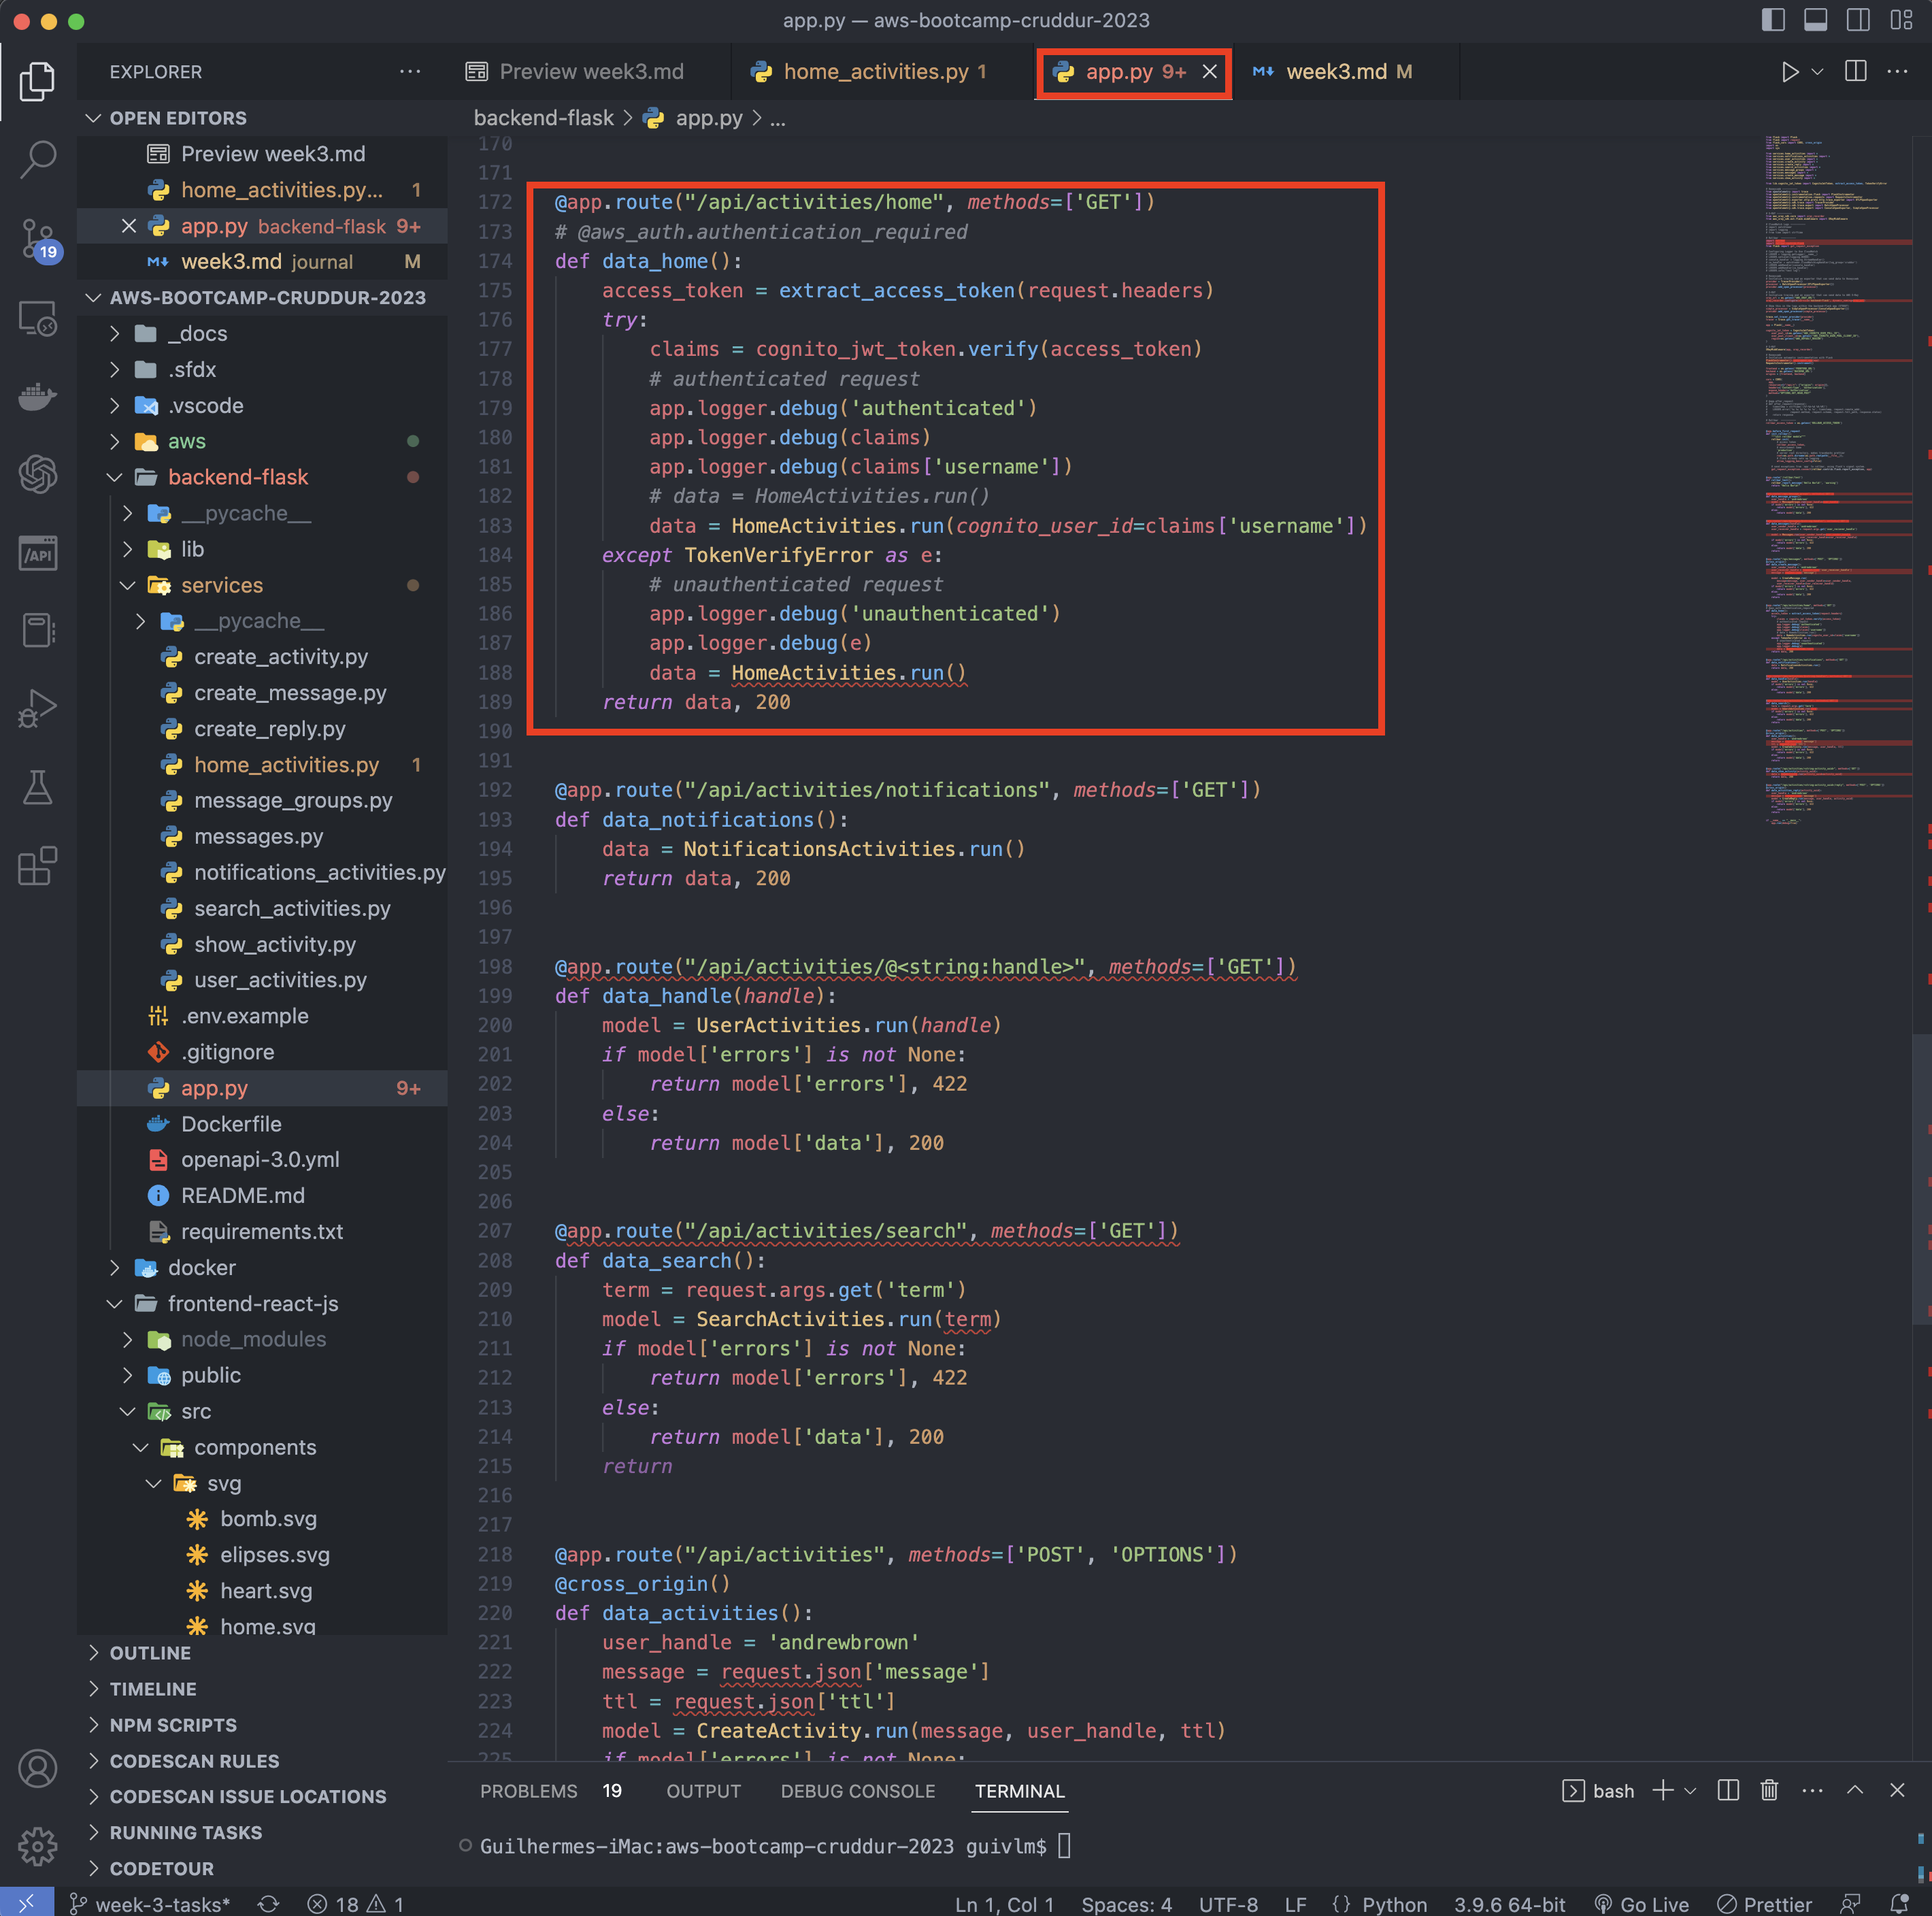 app.py — aws-bootcamp-cruddur-2023
EXPLORER
Preview week3.md
home_activities.py 1
app.py 9+
week3.md M
OPEN EDITORS
Preview week3.md
home_activities.py... 1
app.py backend-flask 9+
week3.md journal M
19
AWS-BOOTCAMP-CRUDDUR-2023
_docs
.sfdx
.vscode
aws
backend-flask
__pycache__
lib
services
__pycache__
create_activity.py
create_message.py
create_reply.py
home_activities.py 1
message_groups.py
messages.py
notifications_activities.py
search_activities.py
show_activity.py
user_activities.py
.env.example
.gitignore
app.py 9+
Dockerfile
openapi-3.0.yml
README.md
requirements.txt
docker
frontend-react-js
node_modules
public
src
components
svg
bomb.svg
elipses.svg
heart.svg
home.svg
OUTLINE
TIMELINE
NPM SCRIPTS
CODESCAN RULES
CODESCAN ISSUE LOCATIONS
RUNNING TASKS
CODETOUR
/API
backend-flask > app.py > ...
170
171
172 @app.route("/api/activities/home", methods=['GET'])
173 # @aws_auth.authentication_required
174 def data_home():
175 access_token = extract_access_token(request.headers)
176 try:
177 claims = cognito_jwt_token.verify(access_token)
178 # authenticated request
179 app.logger.debug('authenticated')
180 app.logger.debug(claims)
181 app.logger.debug(claims['username'])
182 # data = HomeActivities.run()
183 data = HomeActivities.run(cognito_user_id=claims['username'])
184 except TokenVerifyError as e:
185 # unauthenticated request
186 app.logger.debug('unauthenticated')
187 app.logger.debug(e)
188 data = HomeActivities.run()
189 return data, 200
190
191
192 @app.route("/api/activities/notifications", methods=['GET'])
193 def data_notifications():
194 data = NotificationsActivities.run()
195 return data, 200
196
197
198 @app.route("/api/activities/@<string:handle>", methods=['GET'])
199 def data_handle(handle):
200 model = UserActivities.run(handle)
201 if model['errors'] is not None:
202 return model['errors'], 422
203 else:
204 return model['data'], 200
205
206
207 @app.route("/api/activities/search", methods=['GET'])
208 def data_search():
209 term = request.args.get('term')
210 model = SearchActivities.run(term)
211 if model['errors'] is not None:
212 return model['errors'], 422
213 else:
214 return model['data'], 200
215 return
216
217
218 @app.route("/api/activities", methods=['POST', 'OPTIONS'])
219 @cross_origin()
220 def data_activities():
221 user_handle = 'andrewbrown'
222 message = request.json['message']
223 ttl = request.json['ttl']
224 model = CreateActivity.run(message, user_handle, ttl)
225 if model['errors'] is not None:
PROBLEMS 19 OUTPUT DEBUG CONSOLE TERMINAL
bash
Guilhermes-iMac:aws-bootcamp-cruddur-2023 guivlm$
week-3-tasks* 18 1 Ln 1, Col 1 Spaces: 4 UTF-8 LF {} Python 3.9.6 64-bit Go Live Prettier